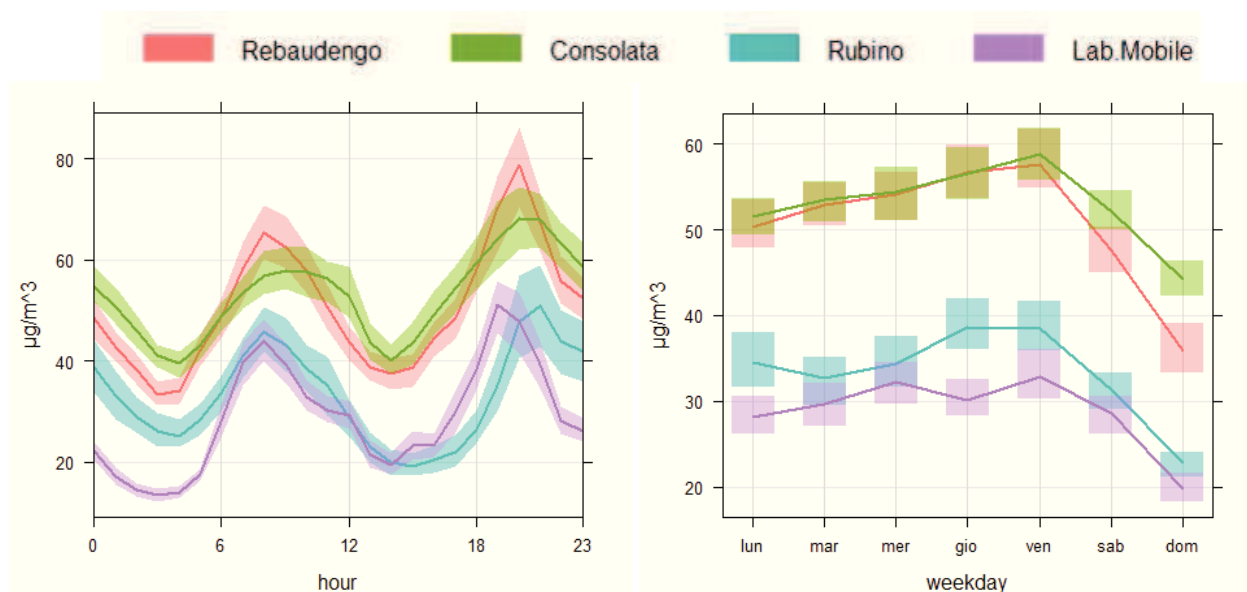 Rebaudengo Consolata Rubino Lab.Mobile
µg/m^3
80
60
40
20
0 6 12 18 23
hour
µg/m^3
60
50
40
30
20
lun mar mer gio ven sab dom
weekday